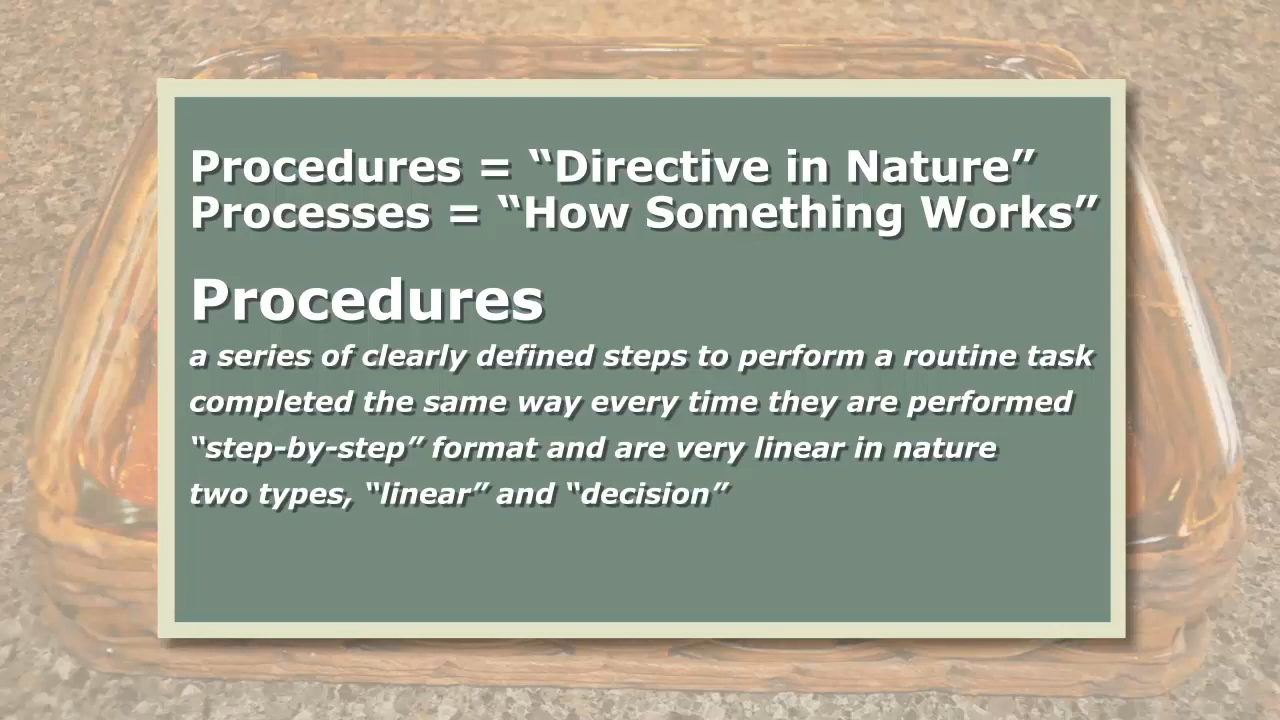 Procedures = “Directive in Nature”
Processes = “How Something Works”
Procedures
a series of clearly defined steps to perform a routine task
completed the same way every time they are performed
“step-by-step” format and are very linear in nature
two types, “linear” and “decision”